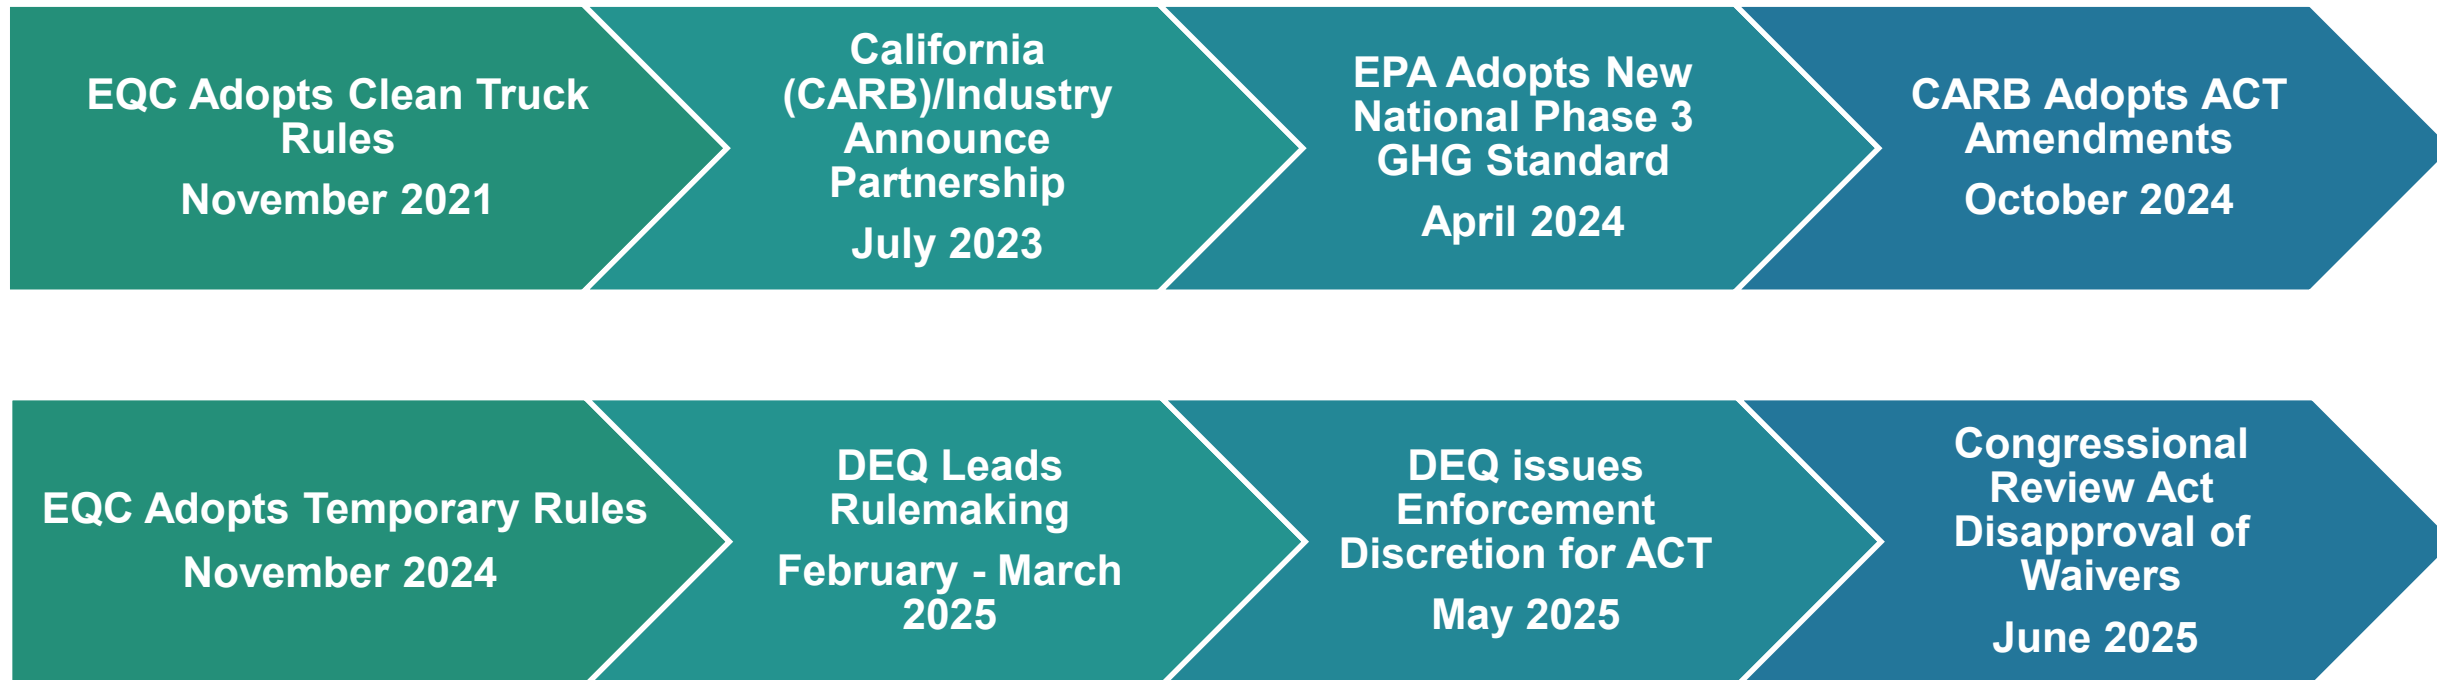 EQC Adopts Clean Truck
Rules
November 2021
California
(CARB)/Industry
Announce
Partnership
July 2023
EPA Adopts New
National Phase 3
GHG Standard
April 2024
CARB Adopts ACT
Amendments
October 2024
EQC Adopts Temporary Rules
November 2024
DEQ Leads
Rulemaking
February - March
2025
DEQ issues
Enforcement
Discretion for ACT
May 2025
Congressional
Review Act
Disapproval of
Waivers
June 2025